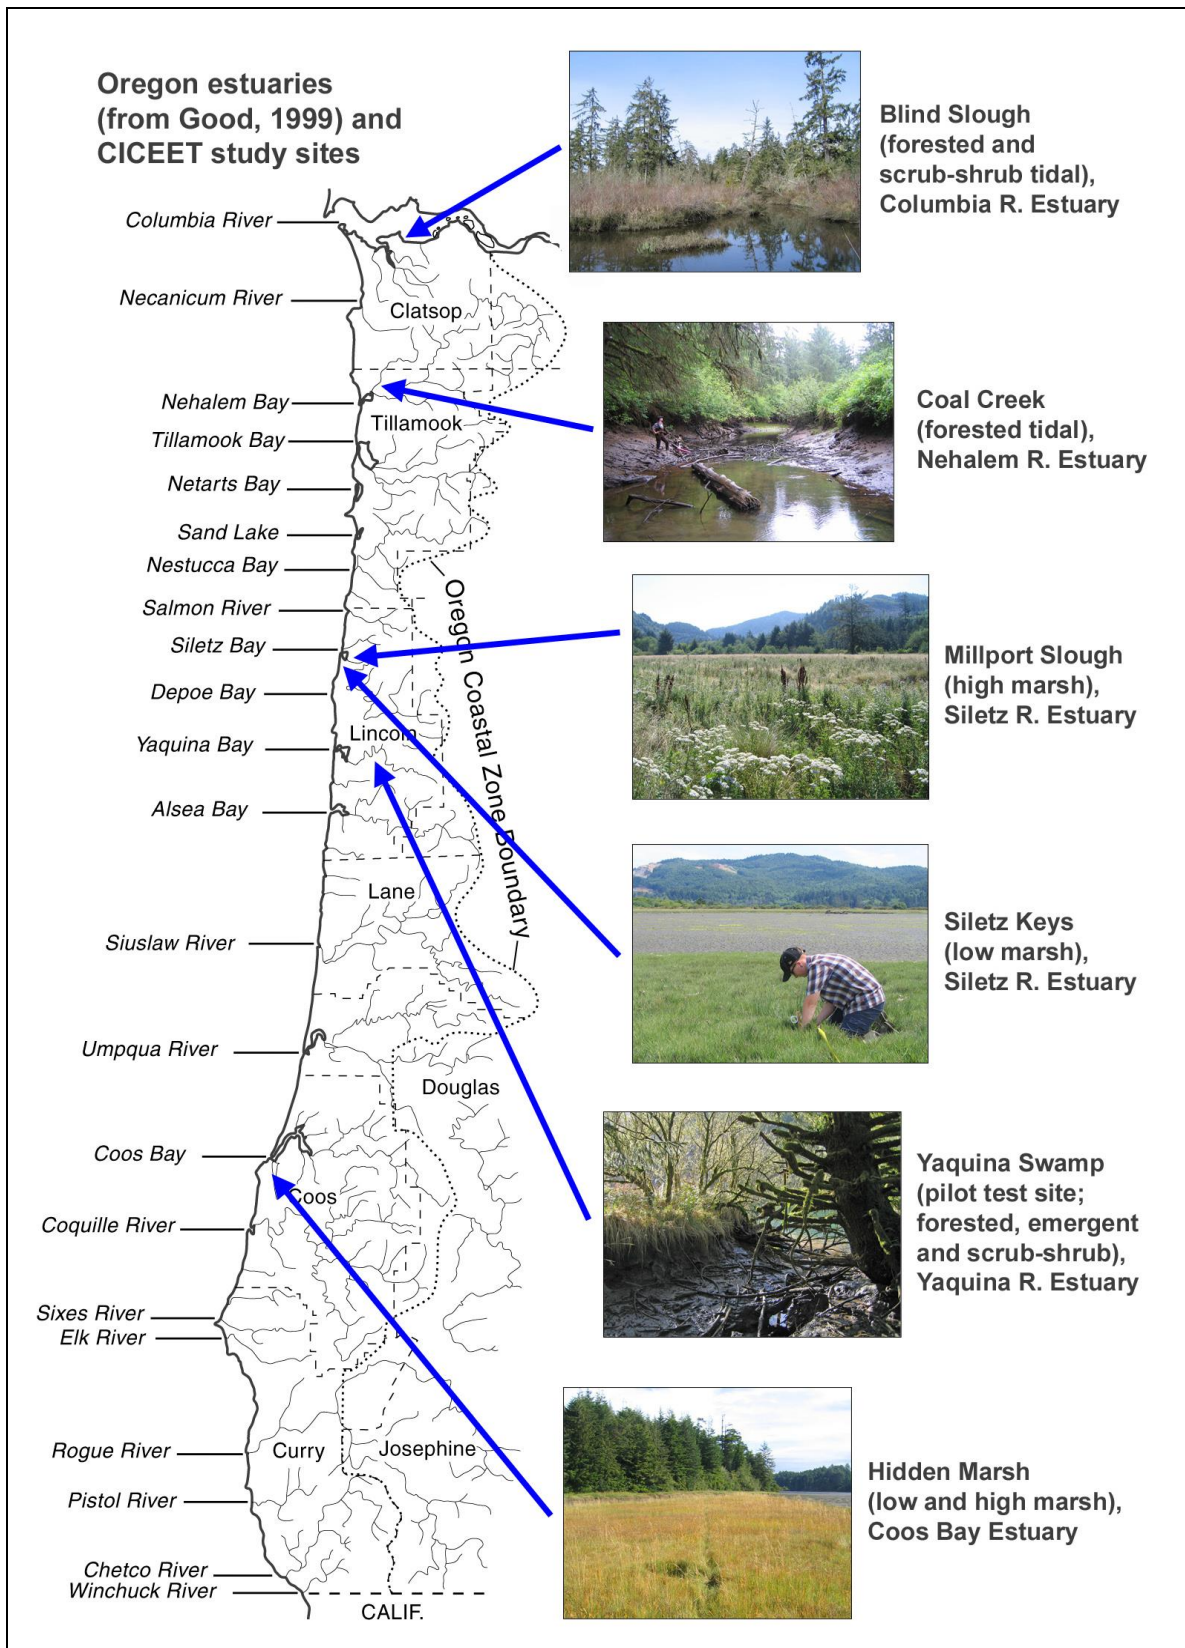 Oregon estuaries
(from Good, 1999) and
CICEET study sites
Columbia River
Necanicum River
Nehalem Bay
Tillamook Bay
Netarts Bay
Sand Lake
Nestucca Bay
Salmon River
Siletz Bay
Depoe Bay
Yaquina Bay
Alsea Bay
Siuslaw River
Umpqua River
Coos Bay
Coquille River
Sixes River
Elk River
Rogue River
Pistol River
Chetco River
Winchuck River
Clatsop
Tillamook
Lincoln
Lane
Douglas
Coos
Curry
Josephine
CALIF.
Oregon Coastal Zone Boundary
Blind Slough
(forested and
scrub-shrub tidal),
Columbia R. Estuary
Coal Creek
(forested tidal),
Nehalem R. Estuary
Millport Slough
(high marsh),
Siletz R. Estuary
Siletz Keys
(low marsh),
Siletz R. Estuary
Yaquina Swamp
(pilot test site;
forested, emergent
and scrub-shrub),
Yaquina R. Estuary
Hidden Marsh
(low and high marsh),
Coos Bay Estuary